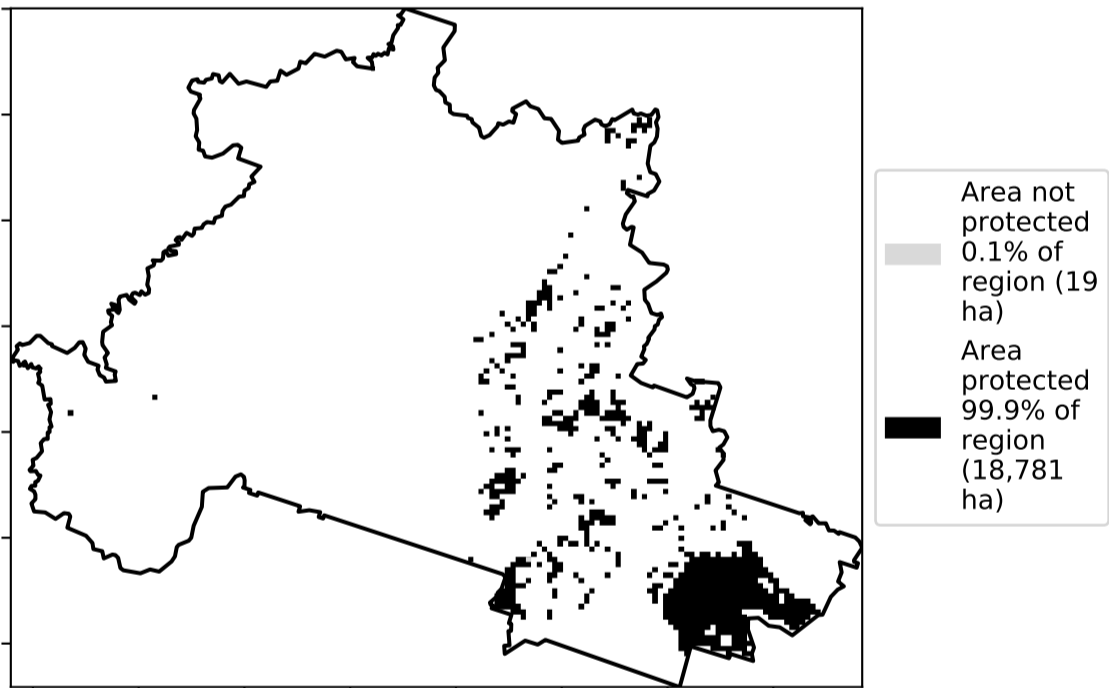 Area not
protected
0.1% of
region (19
ha)
Area
protected
99.9% of
region
(18,781
ha)